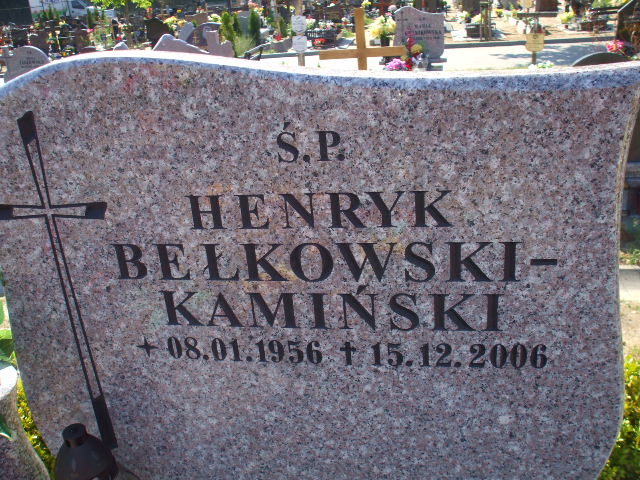 Ś.P.
HENRYK
BEŁKOWSKI-
KAMIŃSKI
+ 08.01.1956 ✝ 15.12.2006